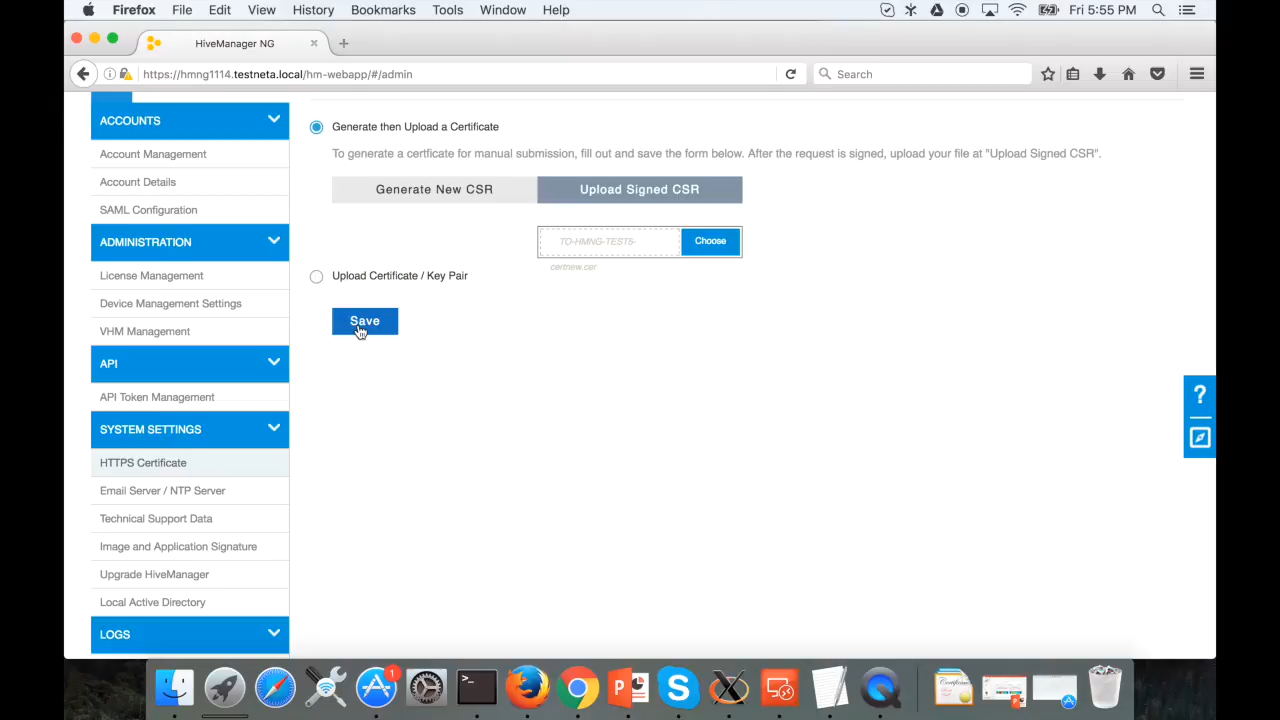 Firefox File Edit View History Bookmarks Tools Window Help Fri 5:55 PM
HiveManager NG
https://hmng1114.testneta.local/hm-webapp/#/admin Search
ACCOUNTS
Generate then Upload a Certificate
Account Management
To generate a certficate for manual submission, fill out and save the form below. After the request is signed, upload your file at "Upload Signed CSR".
Account Details
Generate New CSR Upload Signed CSR
SAML Configuration
ADMINISTRATION
TO-HMNG-TEST5- Choose
certnew.cer
License Management
Upload Certificate / Key Pair
Device Management Settings
Save
VHM Management
API
API Token Management
SYSTEM SETTINGS
HTTPS Certificate
Email Server / NTP Server
Technical Support Data
Image and Application Signature
Upgrade HiveManager
Local Active Directory
LOGS
?
1